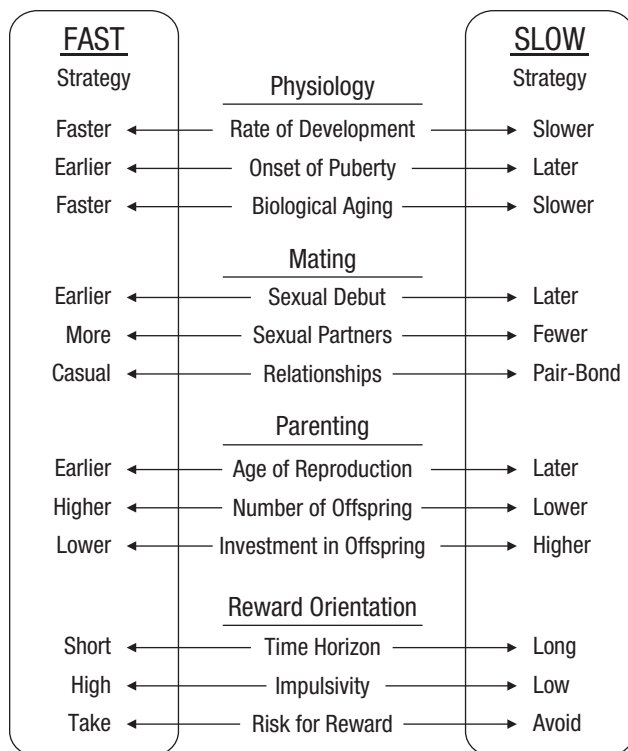 FAST SLOW
Strategy Strategy
Physiology
Faster Rate of Development Slower
Earlier Onset of Puberty Later
Faster Biological Aging Slower
Mating
Earlier Sexual Debut Later
More Sexual Partners Fewer
Casual Relationships Pair-Bond
Parenting
Earlier Age of Reproduction Later
Higher Number of Offspring Lower
Lower Investment in Offspring Higher
Reward Orientation
Short Time Horizon Long
High Impulsivity Low
Take Risk for Reward Avoid